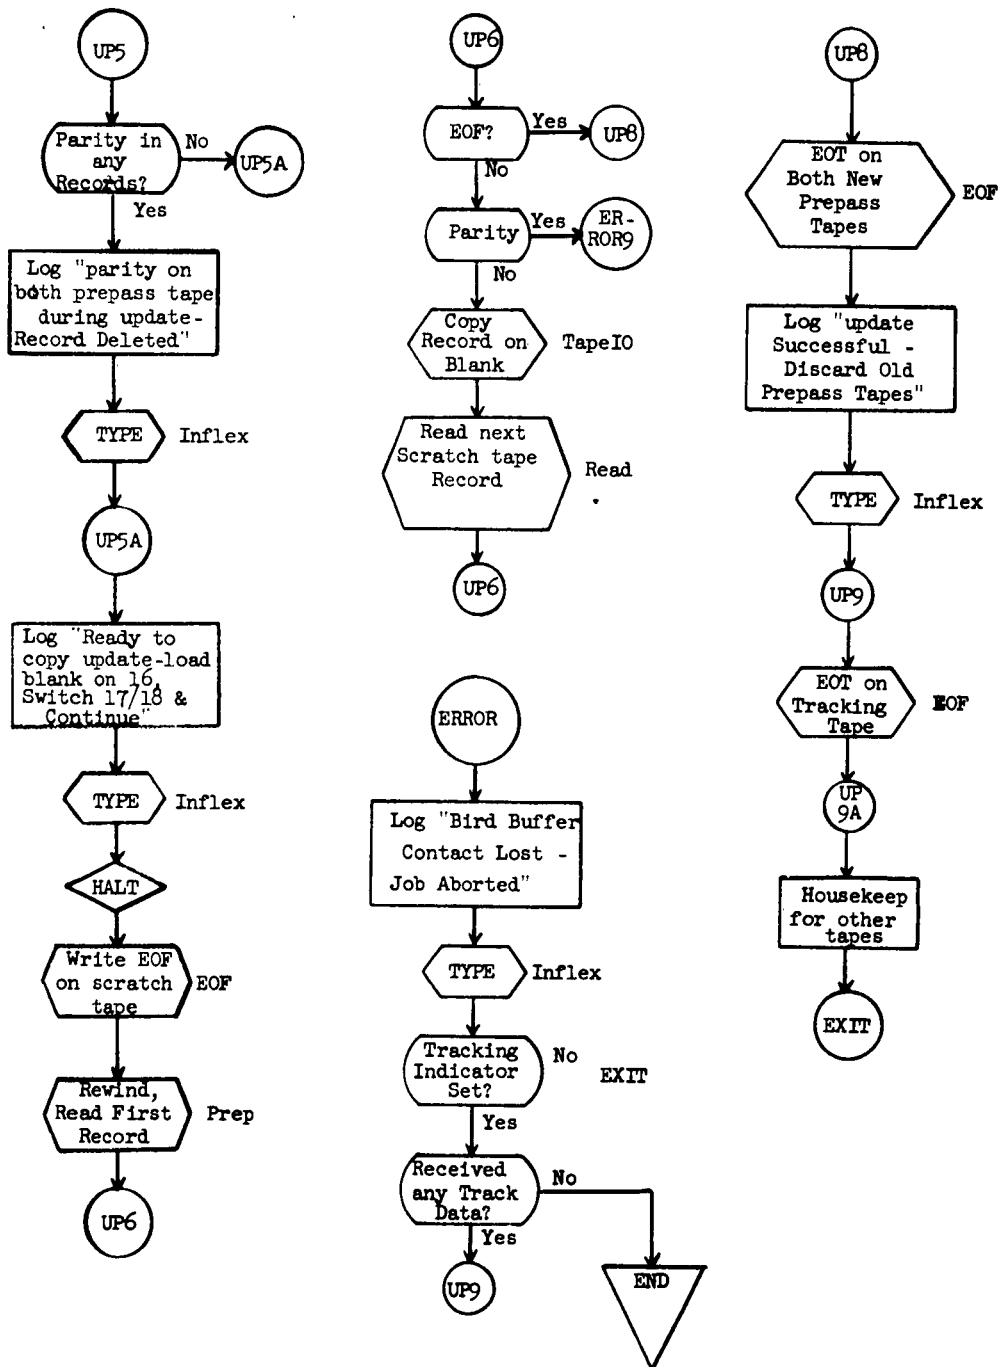 UP5
Parity in
any
Records?
No
UP5A
Yes
Log "parity on
both prepass tape
during update-
Record Deleted"
TYPE
Inflex
UP5A
Log "Ready to
copy update-load
blank on 16,
Switch 17/18 &
Continue"
TYPE
Inflex
HALT
Write EOF
on scratch
tape
EOF
Rewind,
Read First
Record
Prep
UP6
UP6
EOF?
Yes
UP8
No
Parity
Yes
ER-
ROR9
No
Copy
Record on
Blank
TapeIO
Read next
Scratch tape
Record
Read
UP6
ERROR
Log "Bird Buffer
Contact Lost -
Job Aborted"
TYPE
Inflex
Tracking
Indicator
Set?
No
EXIT
Yes
Received
any Track
Data?
No
Yes
UP9
END
UP8
EOT on
Both New
Prepass
Tapes
EOF
Log "update
Successful -
Discard Old
Prepass Tapes"
TYPE
Inflex
UP9
EOT on
Tracking
Tape
EOF
UP
9A
Housekeep
for other
tapes
EXIT